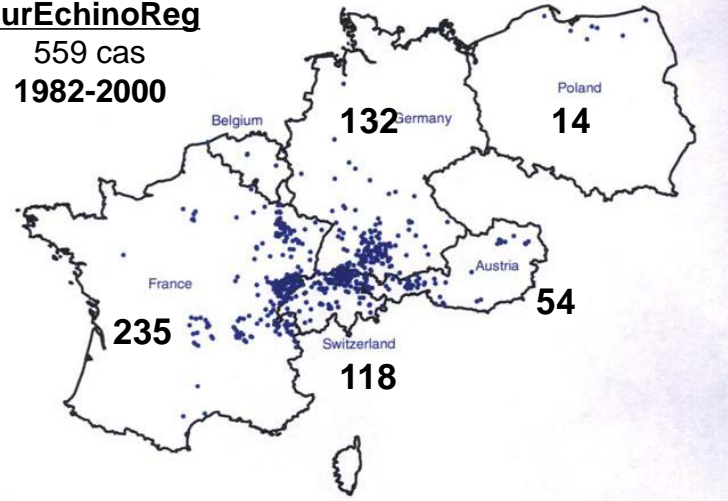 urEchinoReg
559 cas
1982-2000
Belgium
132
Germany
Poland
14
France
235
Austria
54
Switzerland
118